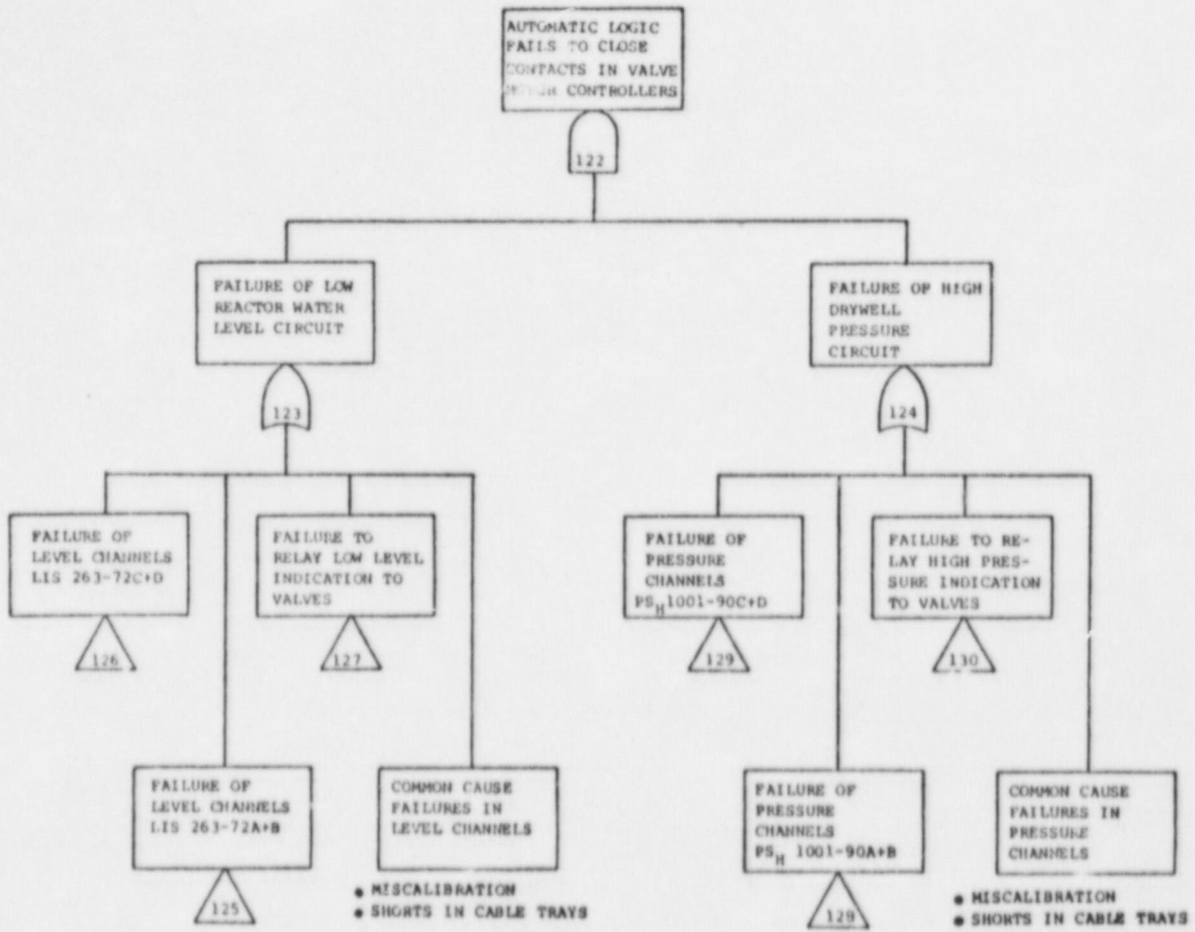 AUTOMATIC LOGIC
FAILS TO CLOSE
CONTACTS IN VALVE
MOTOR CONTROLLERS
122
FAILURE OF LOW
REACTOR WATER
LEVEL CIRCUIT
123
FAILURE OF HIGH
DRYWELL
PRESSURE
CIRCUIT
124
FAILURE OF
LEVEL CHANNELS
LIS 263-72C+D
126
FAILURE TO
RELAY LOW LEVEL
INDICATION TO
VALVES
127
FAILURE OF
PRESSURE
CHANNELS
PSH 1001-90C+D
129
FAILURE TO RE-
LAY HIGH PRES-
SURE INDICATION
TO VALVES
130
FAILURE OF
LEVEL CHANNELS
LIS 263-72A+B
125
COMMON CAUSE
FAILURES IN
LEVEL CHANNELS
• MISCALIBRATION
• SHORTS IN CABLE TRAYS
FAILURE OF
PRESSURE
CHANNELS
PSH 1001-90A+B
129
COMMON CAUSE
FAILURES IN
PRESSURE
CHANNELS
• MISCALIBRATION
• SHORTS IN CABLE TRAYS